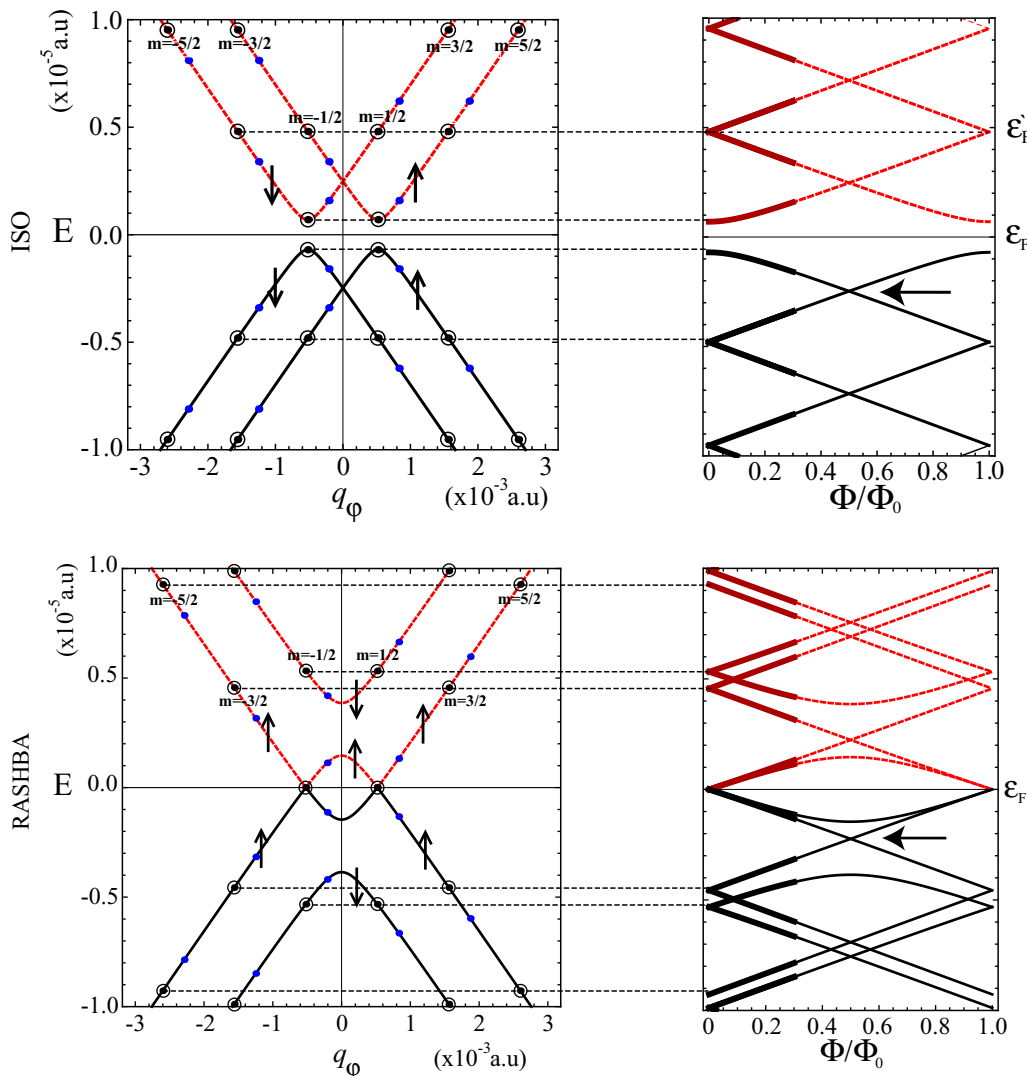 ISO
(x10⁻⁵a.u)
E
1.0
0.5
0.0
-0.5
-1.0
m=-5/2
m=-3/2
m=3/2
m=5/2
m=-1/2
m=1/2
-3 -2 -1 0 1 2 3
qφ
(x10⁻³a.u)
ε`F
εF
0 0.2 0.4 0.6 0.8 1.0
Φ/Φ₀
RASHBA
(x10⁻⁵a.u)
E
1.0
0.5
0.0
-0.5
-1.0
m=-5/2
m=5/2
m=-1/2
m=1/2
m=-3/2
m=3/2
-3 -2 -1 0 1 2 3
qφ
(x10⁻³a.u)
εF
0 0.2 0.4 0.6 0.8 1.0
Φ/Φ₀